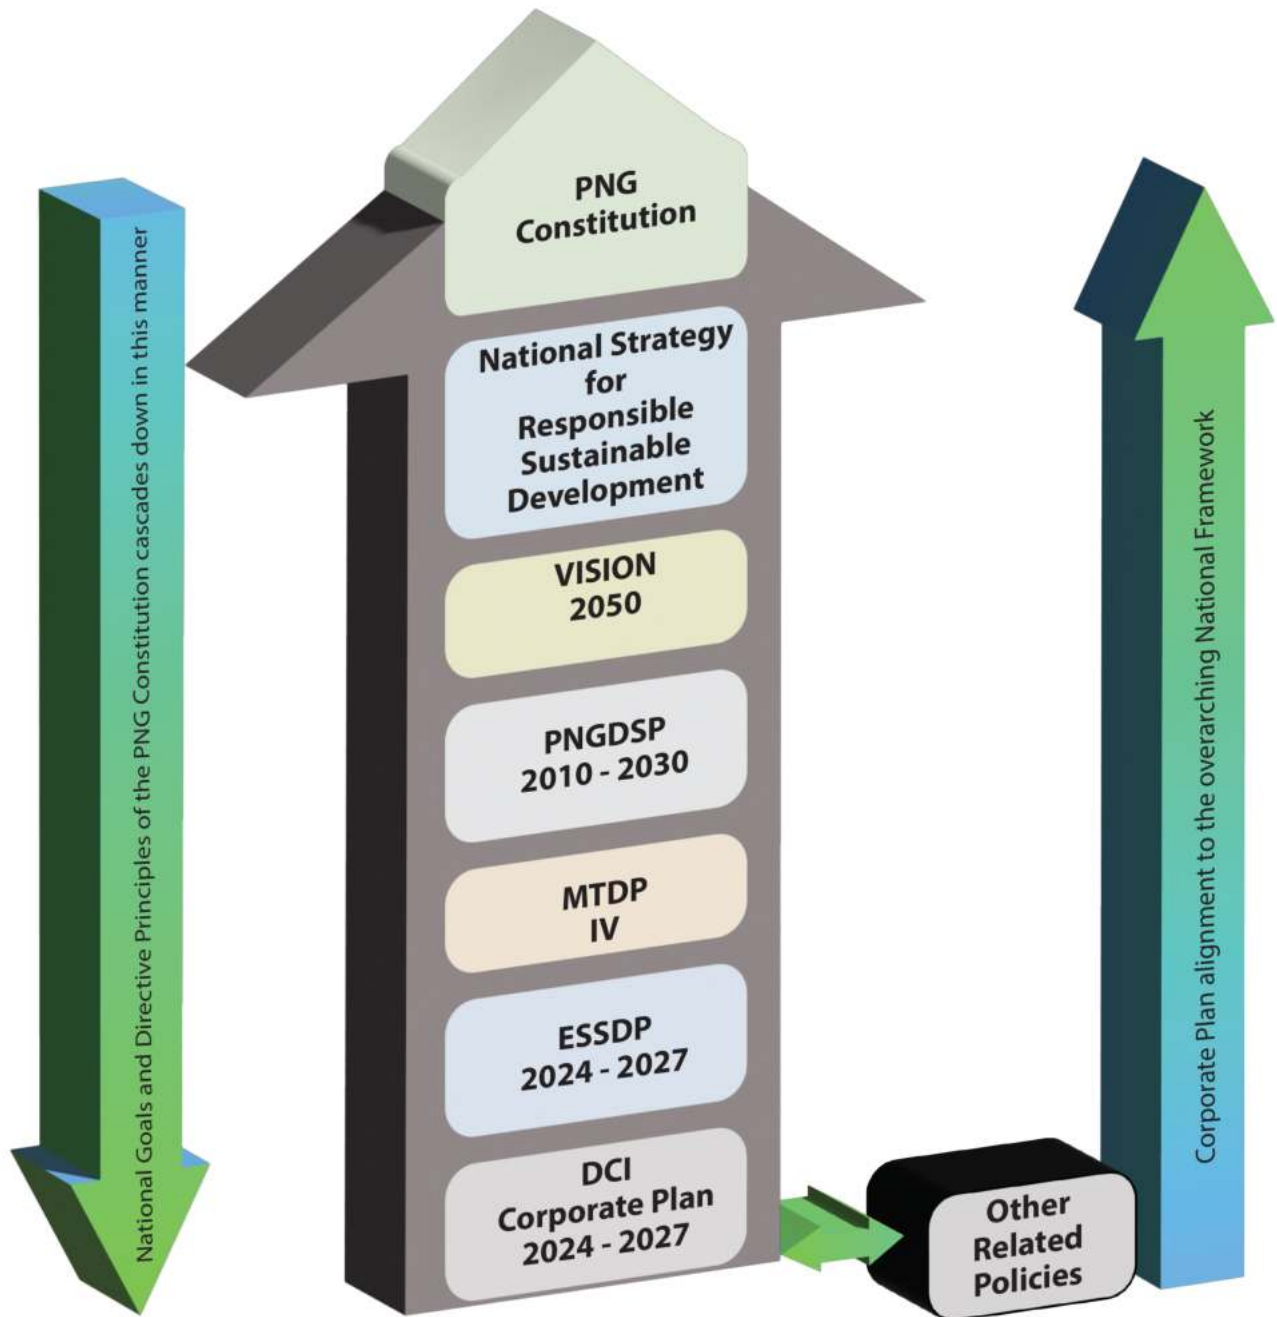 National Goals and Directive Principles of the PNG Constitution cascades down in this manner
PNG
Constitution
National Strategy
for
Responsible
Sustainable
Development
VISION
2050
PNGDSP
2010 - 2030
MTDP
IV
ESSDP
2024 - 2027
DCI
Corporate Plan
2024 - 2027
Other
Related
Policies
Corporate Plan alignment to the overarching National Framework